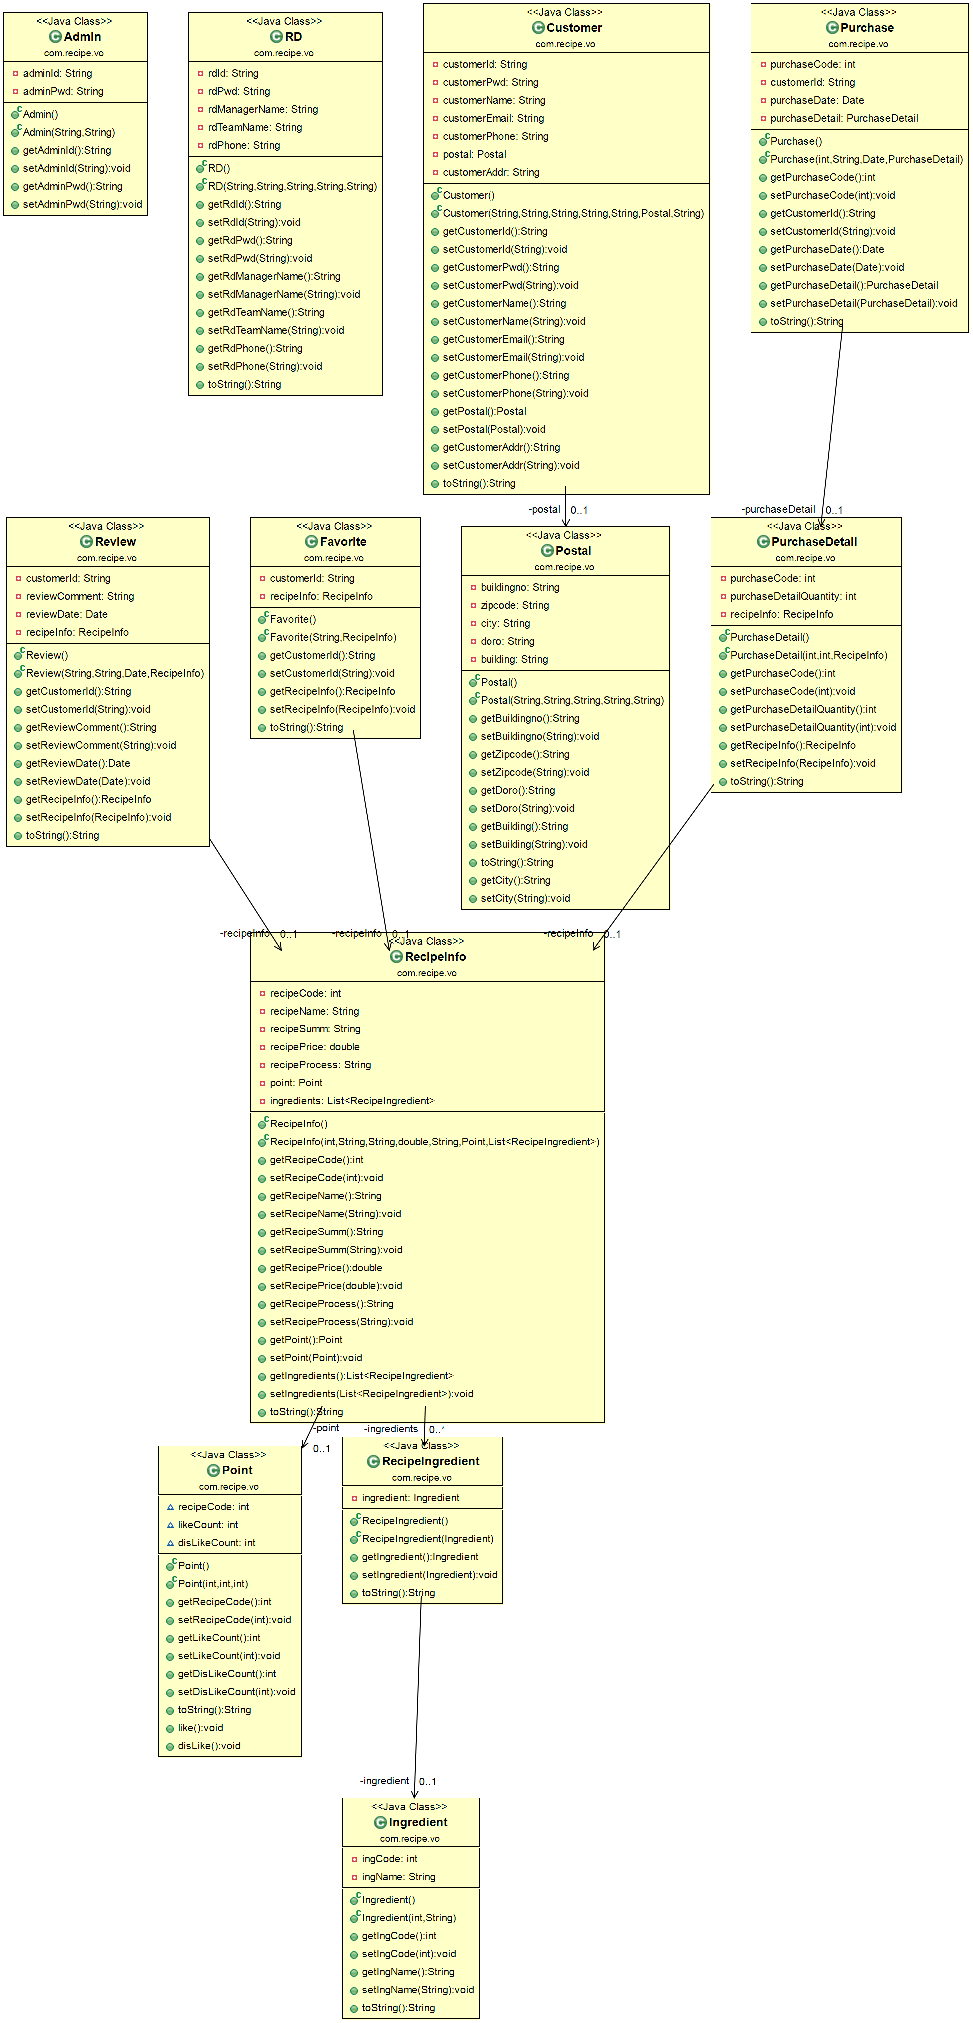 <<Java Class>>
Admin
com.recipe.vo
adminId: String
adminPwd: String
Admin()
Admin(String,String)
getAdminId():String
setAdminId(String):void
getAdminPwd():String
setAdminPwd(String):void
<<Java Class>>
RD
com.recipe.vo
rdId: String
rdPwd: String
rdManagerName: String
rdTeamName: String
rdPhone: String
RD()
RD(String,String,String,String,String)
getRdId():String
setRdId(String):void
getRdPwd():String
setRdPwd(String):void
getRdManagerName():String
setRdManagerName(String):void
getRdTeamName():String
setRdTeamName(String):void
getRdPhone():String
setRdPhone(String):void
toString():String
<<Java Class>>
Customer
com.recipe.vo
customerId: String
customerPwd: String
customerName: String
customerEmail: String
customerPhone: String
postal: Postal
customerAddr: String
Customer()
Customer(String,String,String,String,String,Postal,String)
getCustomerId():String
setCustomerId(String):void
getCustomerPwd():String
setCustomerPwd(String):void
getCustomerName():String
setCustomerName(String):void
getCustomerEmail():String
setCustomerEmail(String):void
getCustomerPhone():String
setCustomerPhone(String):void
getPostal():Postal
setPostal(Postal):void
getCustomerAddr():String
setCustomerAddr(String):void
toString():String
<<Java Class>>
Purchase
com.recipe.vo
purchaseCode: int
customerId: String
purchaseDate: Date
purchaseDetail: PurchaseDetail
Purchase()
Purchase(int,String,Date,PurchaseDetail)
getPurchaseCode():int
setPurchaseCode(int):void
getCustomerId():String
setCustomerId(String):void
getPurchaseDate():Date
setPurchaseDate(Date):void
getPurchaseDetail():PurchaseDetail
setPurchaseDetail(PurchaseDetail):void
toString():String
-postal 0..1
-purchaseDetail 0..1
<<Java Class>>
Review
com.recipe.vo
customerId: String
reviewComment: String
reviewDate: Date
recipeInfo: RecipeInfo
Review()
Review(String,String,Date,RecipeInfo)
getCustomerId():String
setCustomerId(String):void
getReviewComment():String
setReviewComment(String):void
getReviewDate():Date
setReviewDate(Date):void
getRecipeInfo():RecipeInfo
setRecipeInfo(RecipeInfo):void
toString():String
<<Java Class>>
Favorite
com.recipe.vo
customerId: String
recipeInfo: RecipeInfo
Favorite()
Favorite(String,RecipeInfo)
getCustomerId():String
setCustomerId(String):void
getRecipeInfo():RecipeInfo
setRecipeInfo(RecipeInfo):void
toString():String
<<Java Class>>
Postal
com.recipe.vo
buildingno: String
zipcode: String
city: String
doro: String
building: String
Postal()
Postal(String,String,String,String,String)
getBuildingno():String
setBuildingno(String):void
getZipcode():String
setZipcode(String):void
getDoro():String
setDoro(String):void
getBuilding():String
setBuilding(String):void
toString():String
getCity():String
setCity(String):void
<<Java Class>>
PurchaseDetail
com.recipe.vo
purchaseCode: int
purchaseDetailQuantity: int
recipeInfo: RecipeInfo
PurchaseDetail()
PurchaseDetail(int,int,RecipeInfo)
getPurchaseCode():int
setPurchaseCode(int):void
getPurchaseDetailQuantity():int
setPurchaseDetailQuantity(int):void
getRecipeInfo():RecipeInfo
setRecipeInfo(RecipeInfo):void
toString():String
-recipeInfo 0..1
-recipeInfo 0..1
-recipeInfo 0..1
<<Java Class>>
RecipeInfo
com.recipe.vo
recipeCode: int
recipeName: String
recipeSumm: String
recipePrice: double
recipeProcess: String
point: Point
ingredients: List<RecipeIngredient>
RecipeInfo()
RecipeInfo(int,String,String,double,String,Point,List<RecipeIngredient>)
getRecipeCode():int
setRecipeCode(int):void
getRecipeName():String
setRecipeName(String):void
getRecipeSumm():String
setRecipeSumm(String):void
getRecipePrice():double
setRecipePrice(double):void
getRecipeProcess():String
setRecipeProcess(String):void
getPoint():Point
setPoint(Point):void
getIngredients():List<RecipeIngredient>
setIngredients(List<RecipeIngredient>):void
toString():String
-point 0..1
-ingredients 0..*
<<Java Class>>
Point
com.recipe.vo
recipeCode: int
likeCount: int
disLikeCount: int
Point()
Point(int,int,int)
getRecipeCode():int
setRecipeCode(int):void
getLikeCount():int
setLikeCount(int):void
getDisLikeCount():int
setDisLikeCount(int):void
toString():String
like():void
disLike():void
<<Java Class>>
RecipeIngredient
com.recipe.vo
ingredient: Ingredient
RecipeIngredient()
RecipeIngredient(Ingredient)
getIngredient():Ingredient
setIngredient(Ingredient):void
toString():String
-ingredient 0..1
<<Java Class>>
Ingredient
com.recipe.vo
ingCode: int
ingName: String
Ingredient()
Ingredient(int,String)
getIngCode():int
setIngCode(int):void
getIngName():String
setIngName(String):void
toString():String